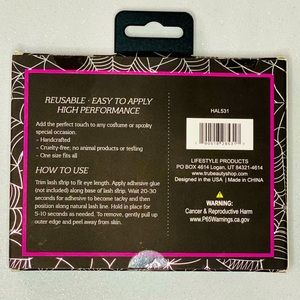 REUSABLE · EASY TO APPLY
HIGH PERFORMANCE
Add the perfect touch to any costume or spooky
special occasion.
- Handcrafted
- Cruelty-free; no animal products or testing
- One size fits all
HOW TO USE
Trim lash strip to fit eye length. Apply adhesive glue
(not included) along base of lash strip. Wait 20-30
seconds for adhesive to become tacky and then
position along natural lash line. Hold in place for
5-10 seconds as needed. To remove, gently pull up
outer edge and peel away from skin.
HAL531
LIFESTYLE PRODUCTS
PO BOX 4614 Logan, UT 84321-4614
www.trubeautyshop.com
Designed in the USA | Made in CHINA
WARNING:
Cancer & Reproductive Harm
www.P65Warnings.ca.gov